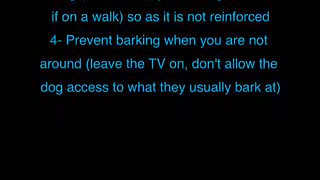 if on a walk) so as it is not reinforced
4- Prevent barking when you are not
around (leave the TV on, don't allow the
dog access to what they usually bark at)